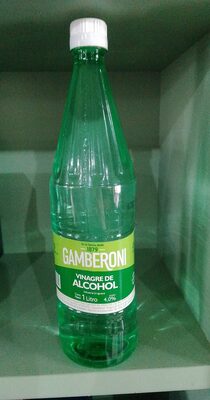 1879
GAMBERONI
VINAGRE DE
ALCOHOL
1 Litro
4,0%